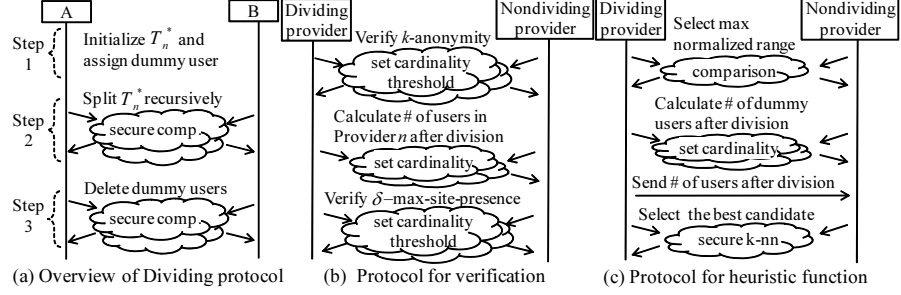 A
B
Step 1
Initialize T_n^* and
assign dummy user
Step 2
Split T_n^* recursively
secure comp.
Step 3
Delete dummy users
secure comp.
(a) Overview of Dividing protocol
Dividing
provider
Nondividing
provider
Verify k-anonymity
set cardinality
threshold
Calculate # of users in
Provider n after division
set cardinality
Verify δ−max-site-presence
set cardinality
threshold
(b) Protocol for verification
Dividing
provider
Nondividing
provider
Select max
normalized range
comparison
Calculate # of dummy
users after division
set cardinality
Send # of users after division
Select the best candidate
secure k-nn
(c) Protocol for heuristic function